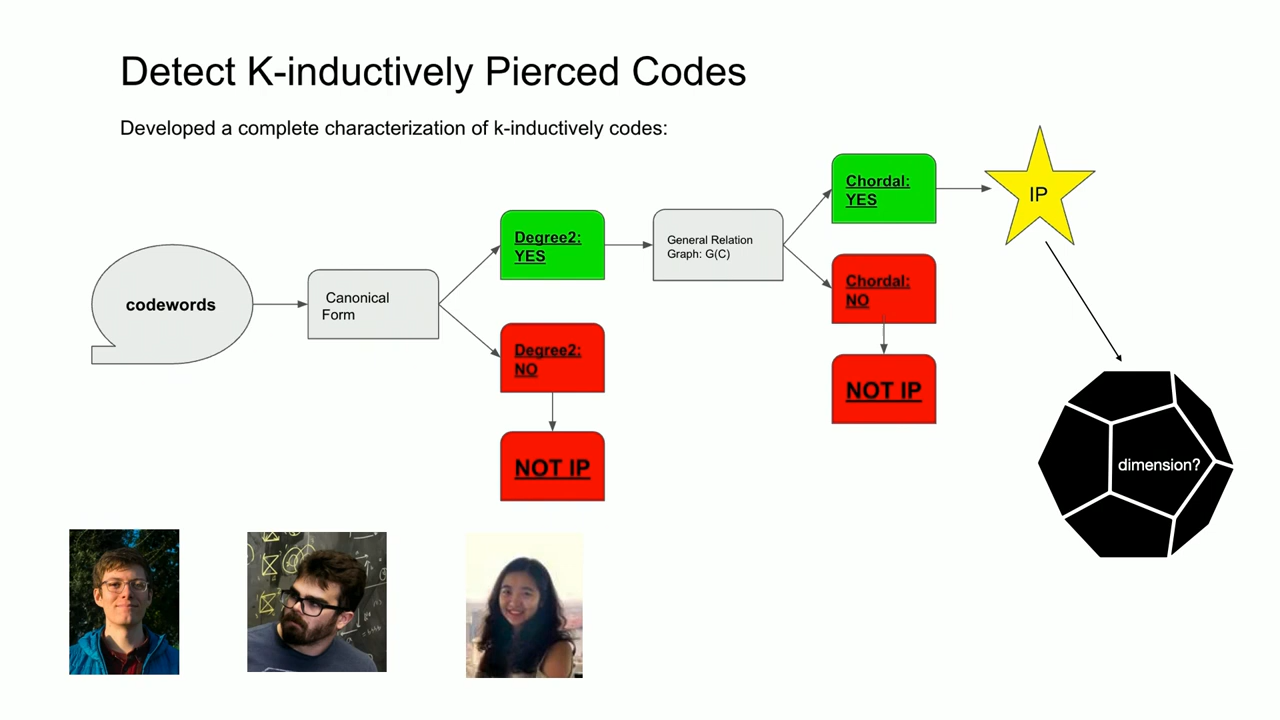 Detect K-inductively Pierced Codes
Developed a complete characterization of k-inductively codes:
codewords
Canonical
Form
Degree2:
YES
Degree2:
NO
NOT IP
General Relation
Graph: G(C)
Chordal:
YES
Chordal:
NO
NOT IP
IP
dimension?